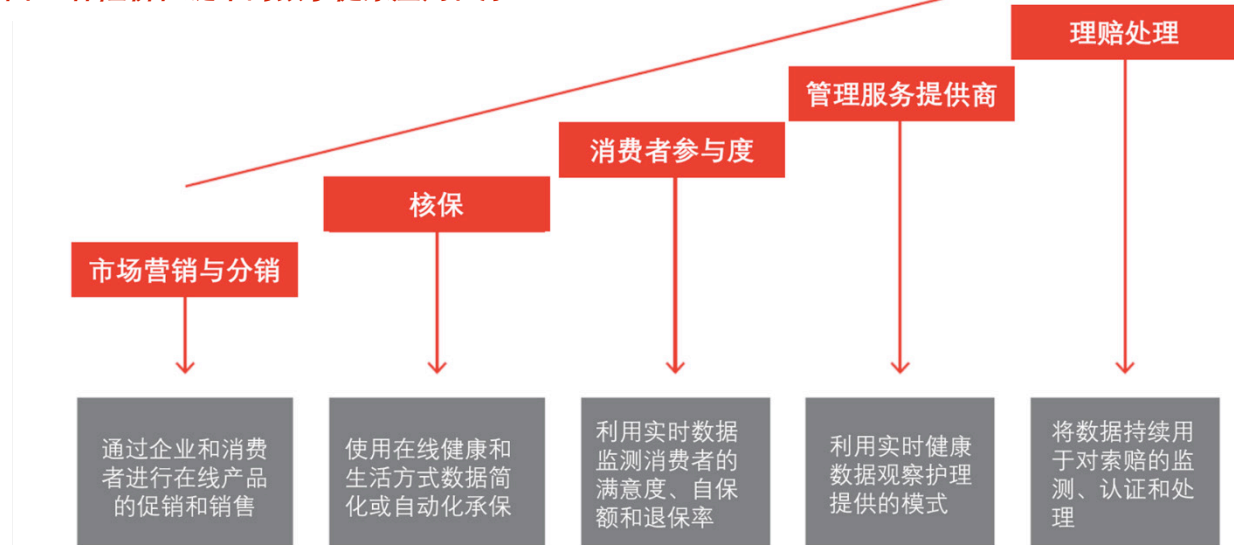 理赔处理
管理服务提供商
消费者参与度
核保
市场营销与分销
通过企业和消费
者进行在线产品
的促销和销售
使用在线健康和
生活方式数据简
化或自动化承保
利用实时数据
监测消费者的
满意度、自保
额和退保率
利用实时健康
数据观察护理
提供的模式
将数据持续用
于对索赔的监
测、认证和处
理